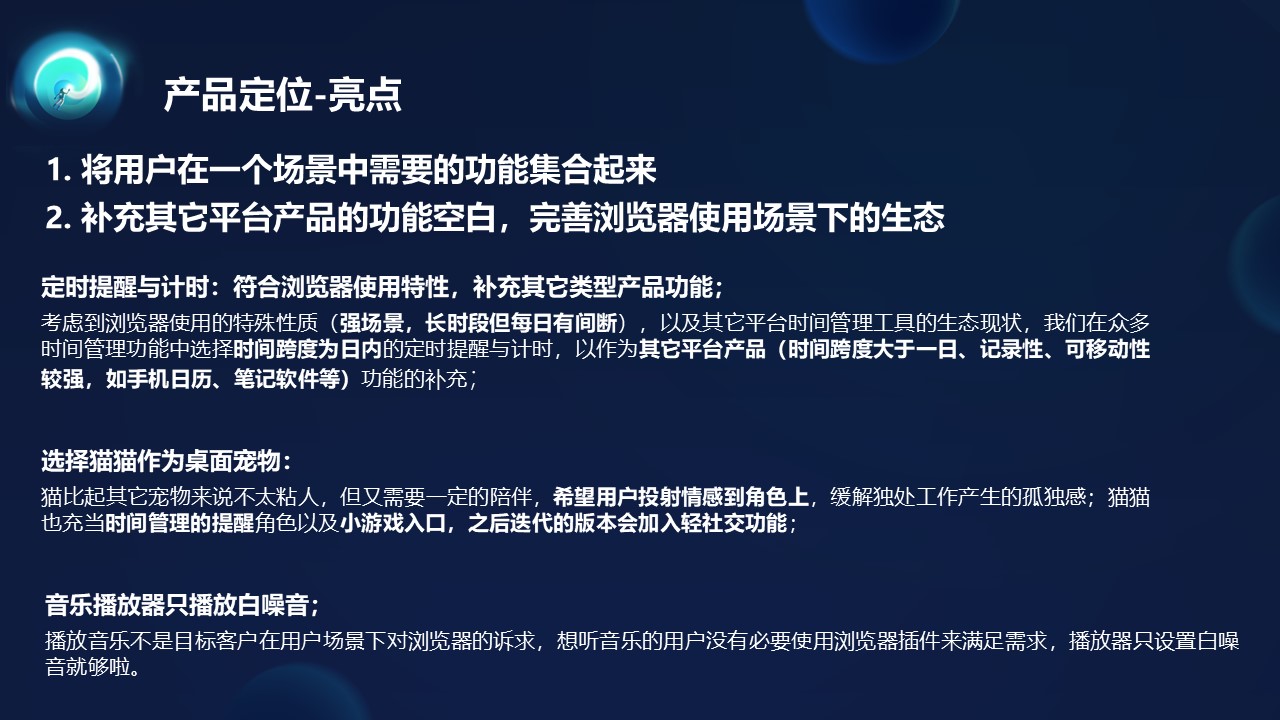 产品定位-亮点
1. 将用户在一个场景中需要的功能集合起来
2. 补充其它平台产品的功能空白，完善浏览器使用场景下的生态
定时提醒与计时：符合浏览器使用特性，补充其它类型产品功能；
考虑到浏览器使用的特殊性质（强场景，长时段但每日有间断），以及其它平台时间管理工具的生态现状，我们在众多
时间管理功能中选择时间跨度为日内的定时提醒与计时，以作为其它平台产品（时间跨度大于一日、记录性、可移动性
较强，如手机日历、笔记软件等）功能的补充；
选择猫猫作为桌面宠物：
猫比起其它宠物来说不太粘人，但又需要一定的陪伴，希望用户投射情感到角色上，缓解独处工作产生的孤独感；猫猫
也充当时间管理的提醒角色以及小游戏入口，之后迭代的版本会加入轻社交功能；
音乐播放器只播放白噪音；
播放音乐不是目标客户在用户场景下对浏览器的诉求，想听音乐的用户没有必要使用浏览器插件来满足需求，播放器只设置白噪
音就够啦。